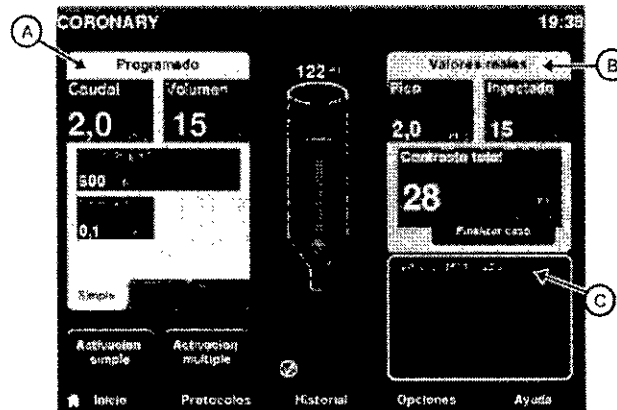 CORONARY 19:39
A
Programado
Valores reales
B
122
Caudal Volumen
Pico Inyectado
2,0 15
2,0 15
Contraste total
500
28
0,1
Finalizar caso
Simple
C
Activacion simple
Activacion multiple
Inicio Protocolos Historial Opciones Ayuda